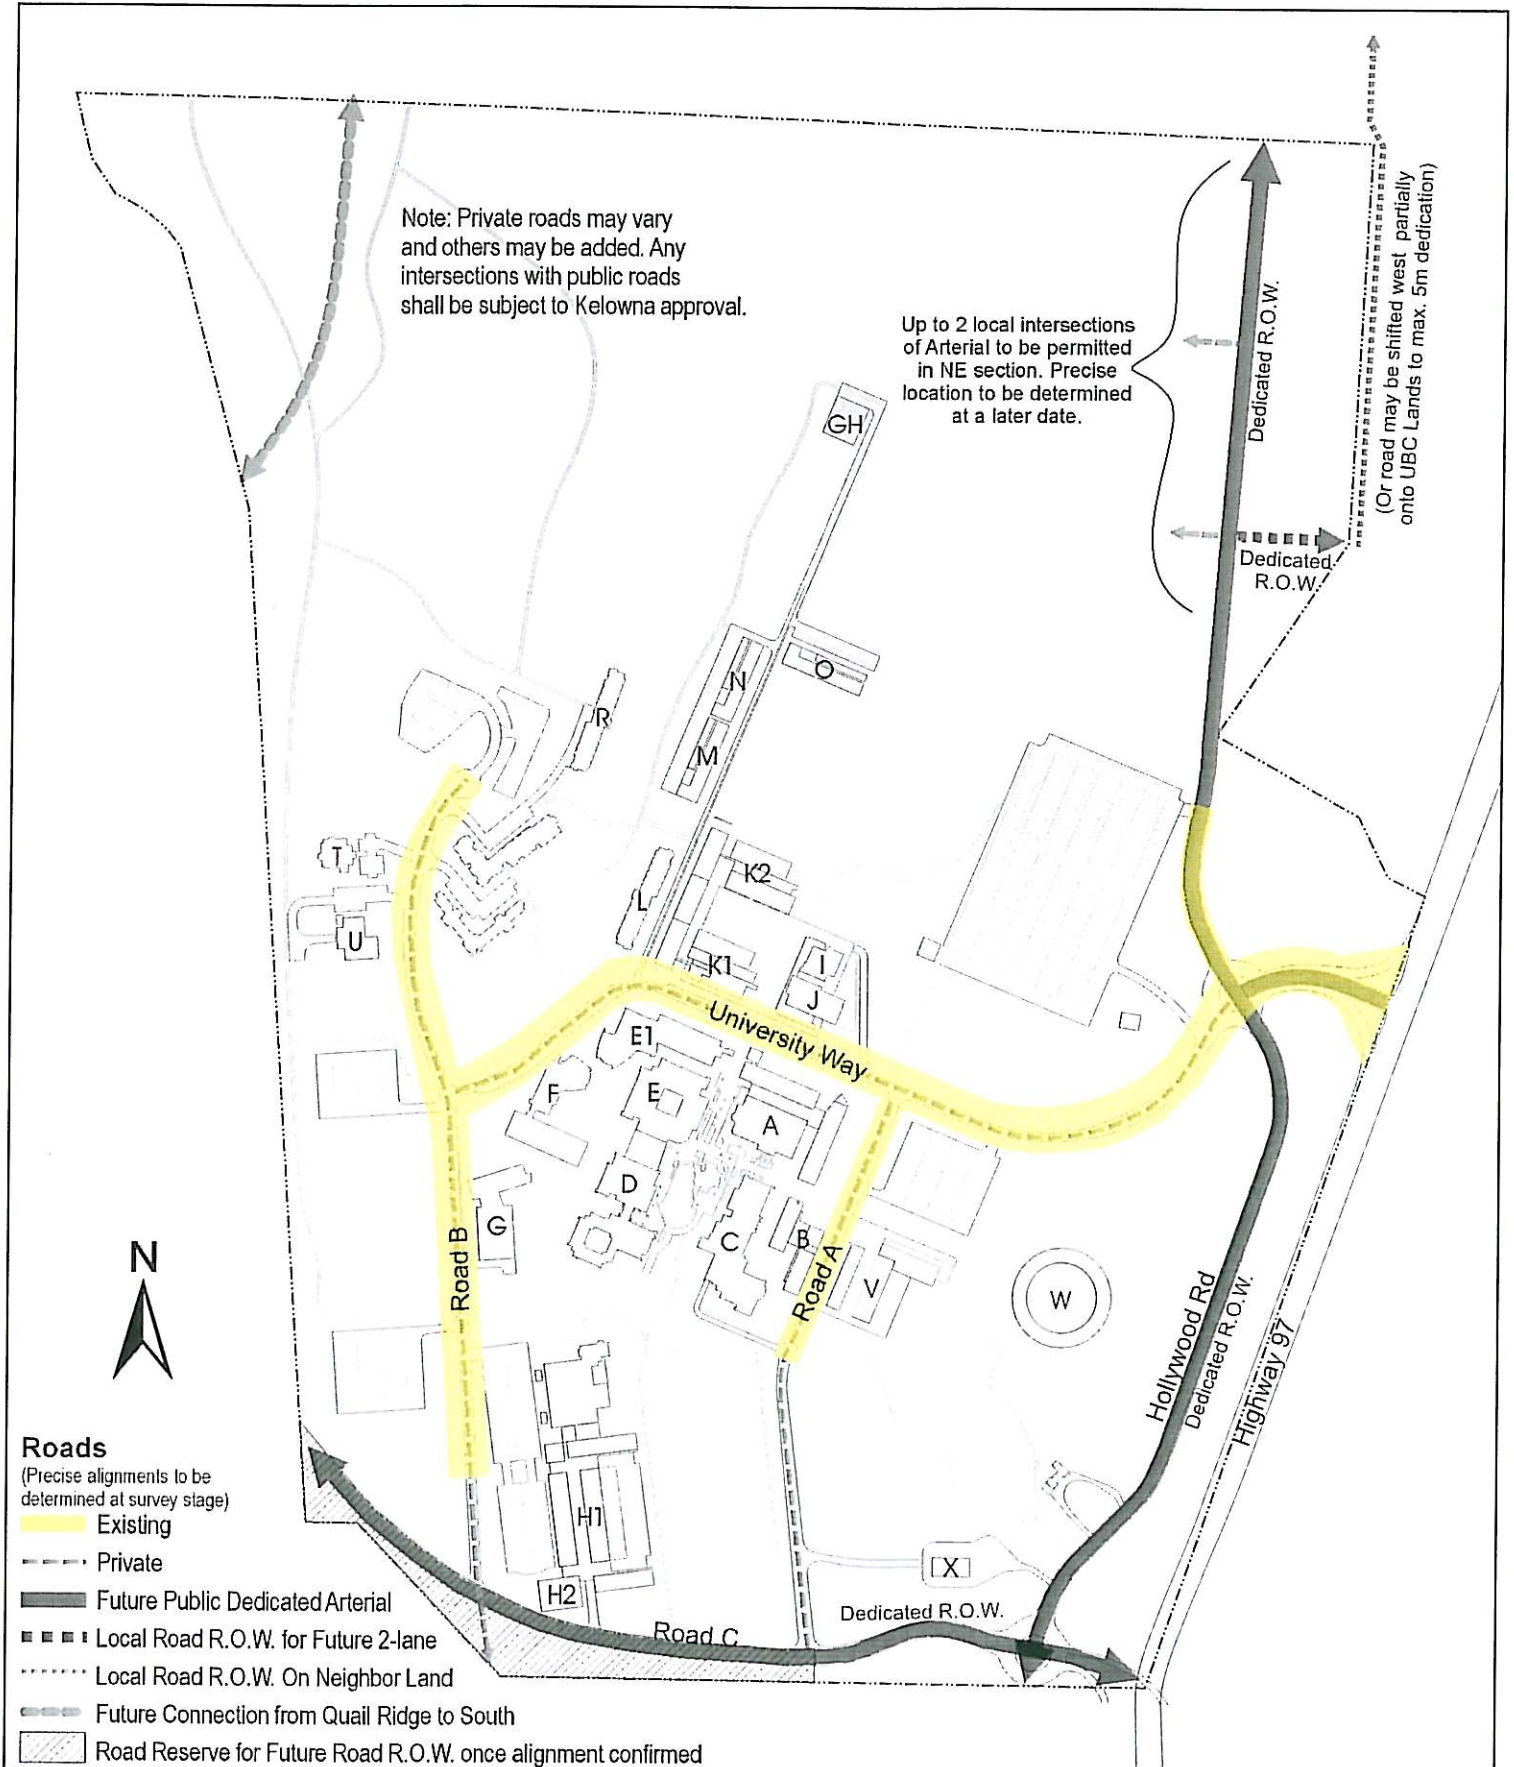 Note: Private roads may vary
and others may be added. Any
intersections with public roads
shall be subject to Kelowna approval.
Up to 2 local intersections
of Arterial to be permitted
in NE section. Precise
location to be determined
at a later date.
Dedicated R.O.W.
(Or road may be shifted west partially
onto UBC Lands to max. 5m dedication)
Dedicated
R.O.W.
GH
O
N
R
M
T
K2
L
U
K1
I
J
University Way
E1
F
E
A
D
G
C
B
V
W
Road B
Road A
Hollywood Rd
Dedicated R.O.W.
Highway 97
N
H1
X
H2
Dedicated R.O.W.
Road C
Roads
(Precise alignments to be
determined at survey stage)
Existing
Private
Future Public Dedicated Arterial
Local Road R.O.W. for Future 2-lane
Local Road R.O.W. On Neighbor Land
Future Connection from Quail Ridge to South
Road Reserve for Future Road R.O.W. once alignment confirmed